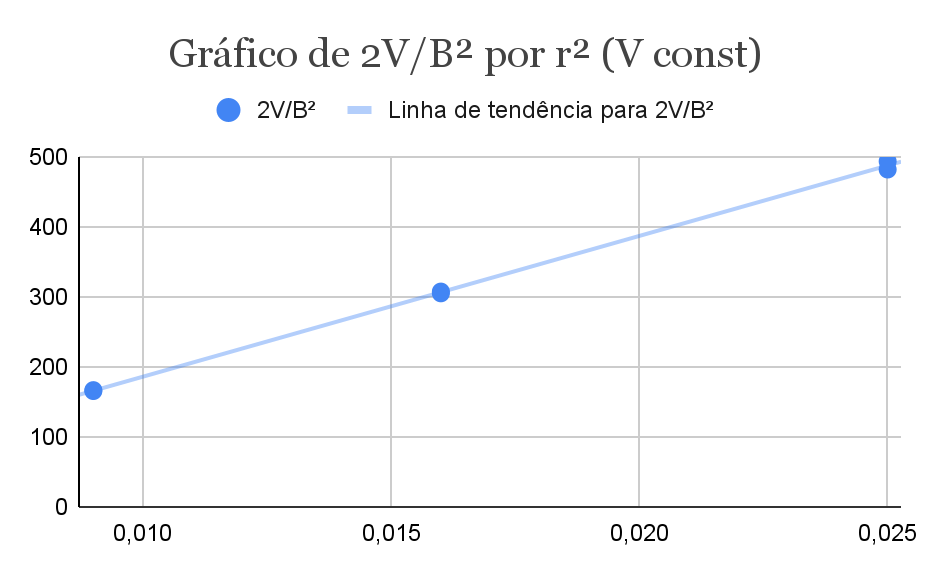 Gráfico de 2V/B² por r² (V const)
2V/B² Linha de tendência para 2V/B²
500
400
300
200
100
0
0,010 0,015 0,020 0,025